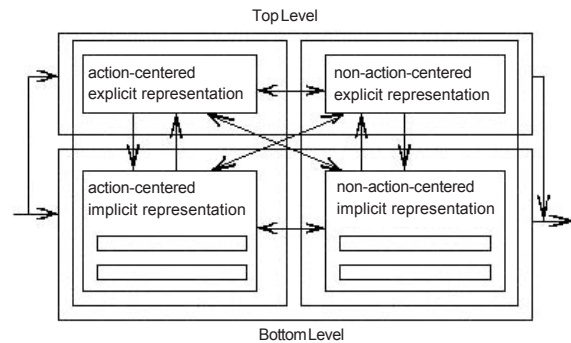 Top Level
action-centered
explicit representation
non-action-centered
explicit representation
action-centered
implicit representation
non-action-centered
implicit representation
Bottom Level